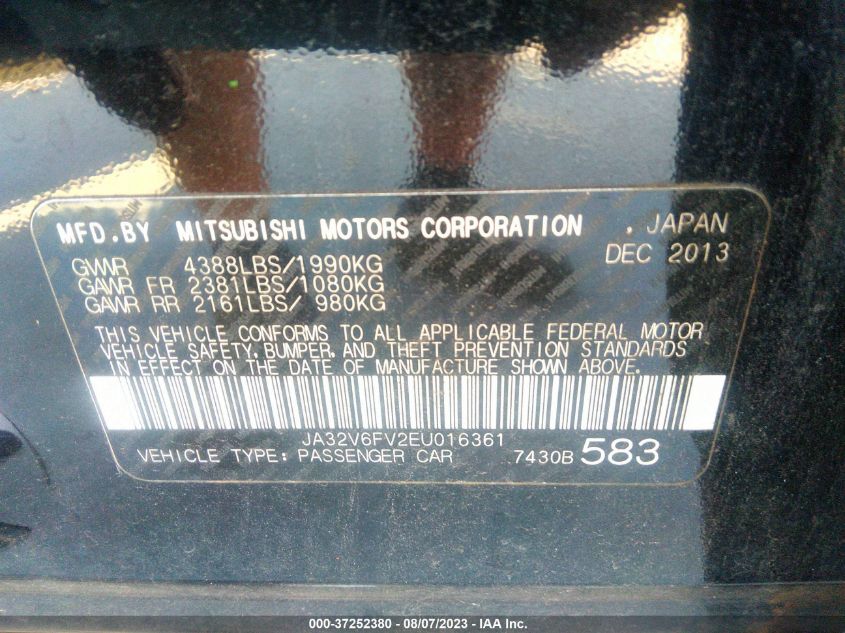 MFD.BY MITSUBISHI MOTORS CORPORATION . JAPAN
DEC 2013
GVWR 4388LBS/1990KG
GAWR FR 2381LBS/1080KG
GAWR RR 2161LBS/ 980KG
THIS VEHICLE CONFORMS TO ALL APPLICABLE FEDERAL MOTOR
VEHICLE SAFETY, BUMPER, AND THEFT PREVENTION STANDARDS
IN EFFECT ON THE DATE OF MANUFACTURE SHOWN ABOVE.
JA32V6FV2EU016361
VEHICLE TYPE: PASSENGER CAR 7430B 583
000-37252380 - 08/07/2023 - © IAA, Inc.